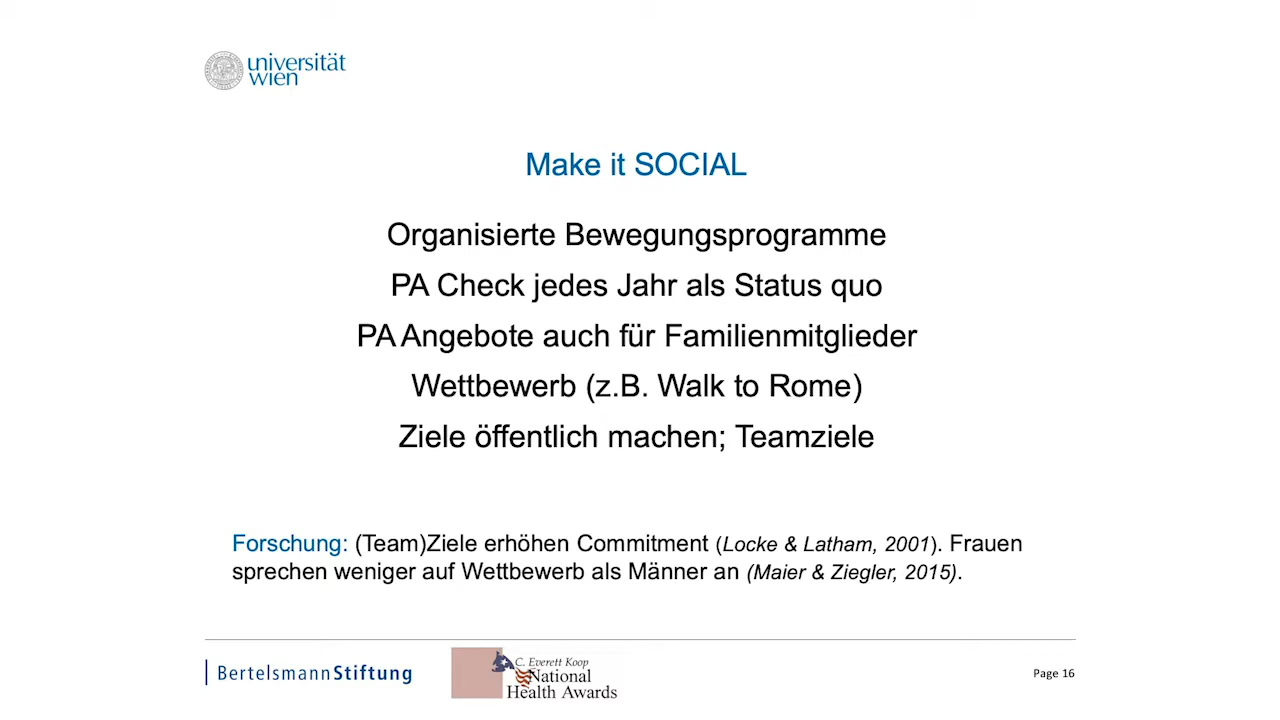 universität
wien
Make it SOCIAL
Organisierte Bewegungsprogramme
PA Check jedes Jahr als Status quo
PA Angebote auch für Familienmitglieder
Wettbewerb (z.B. Walk to Rome)
Ziele öffentlich machen; Teamziele
Forschung: (Team)Ziele erhöhen Commitment (Locke & Latham, 2001). Frauen
sprechen weniger auf Wettbewerb als Männer an (Maier & Ziegler, 2015).
BertelsmannStiftung
C. Everett Koop
National
Health Awards
Page 16